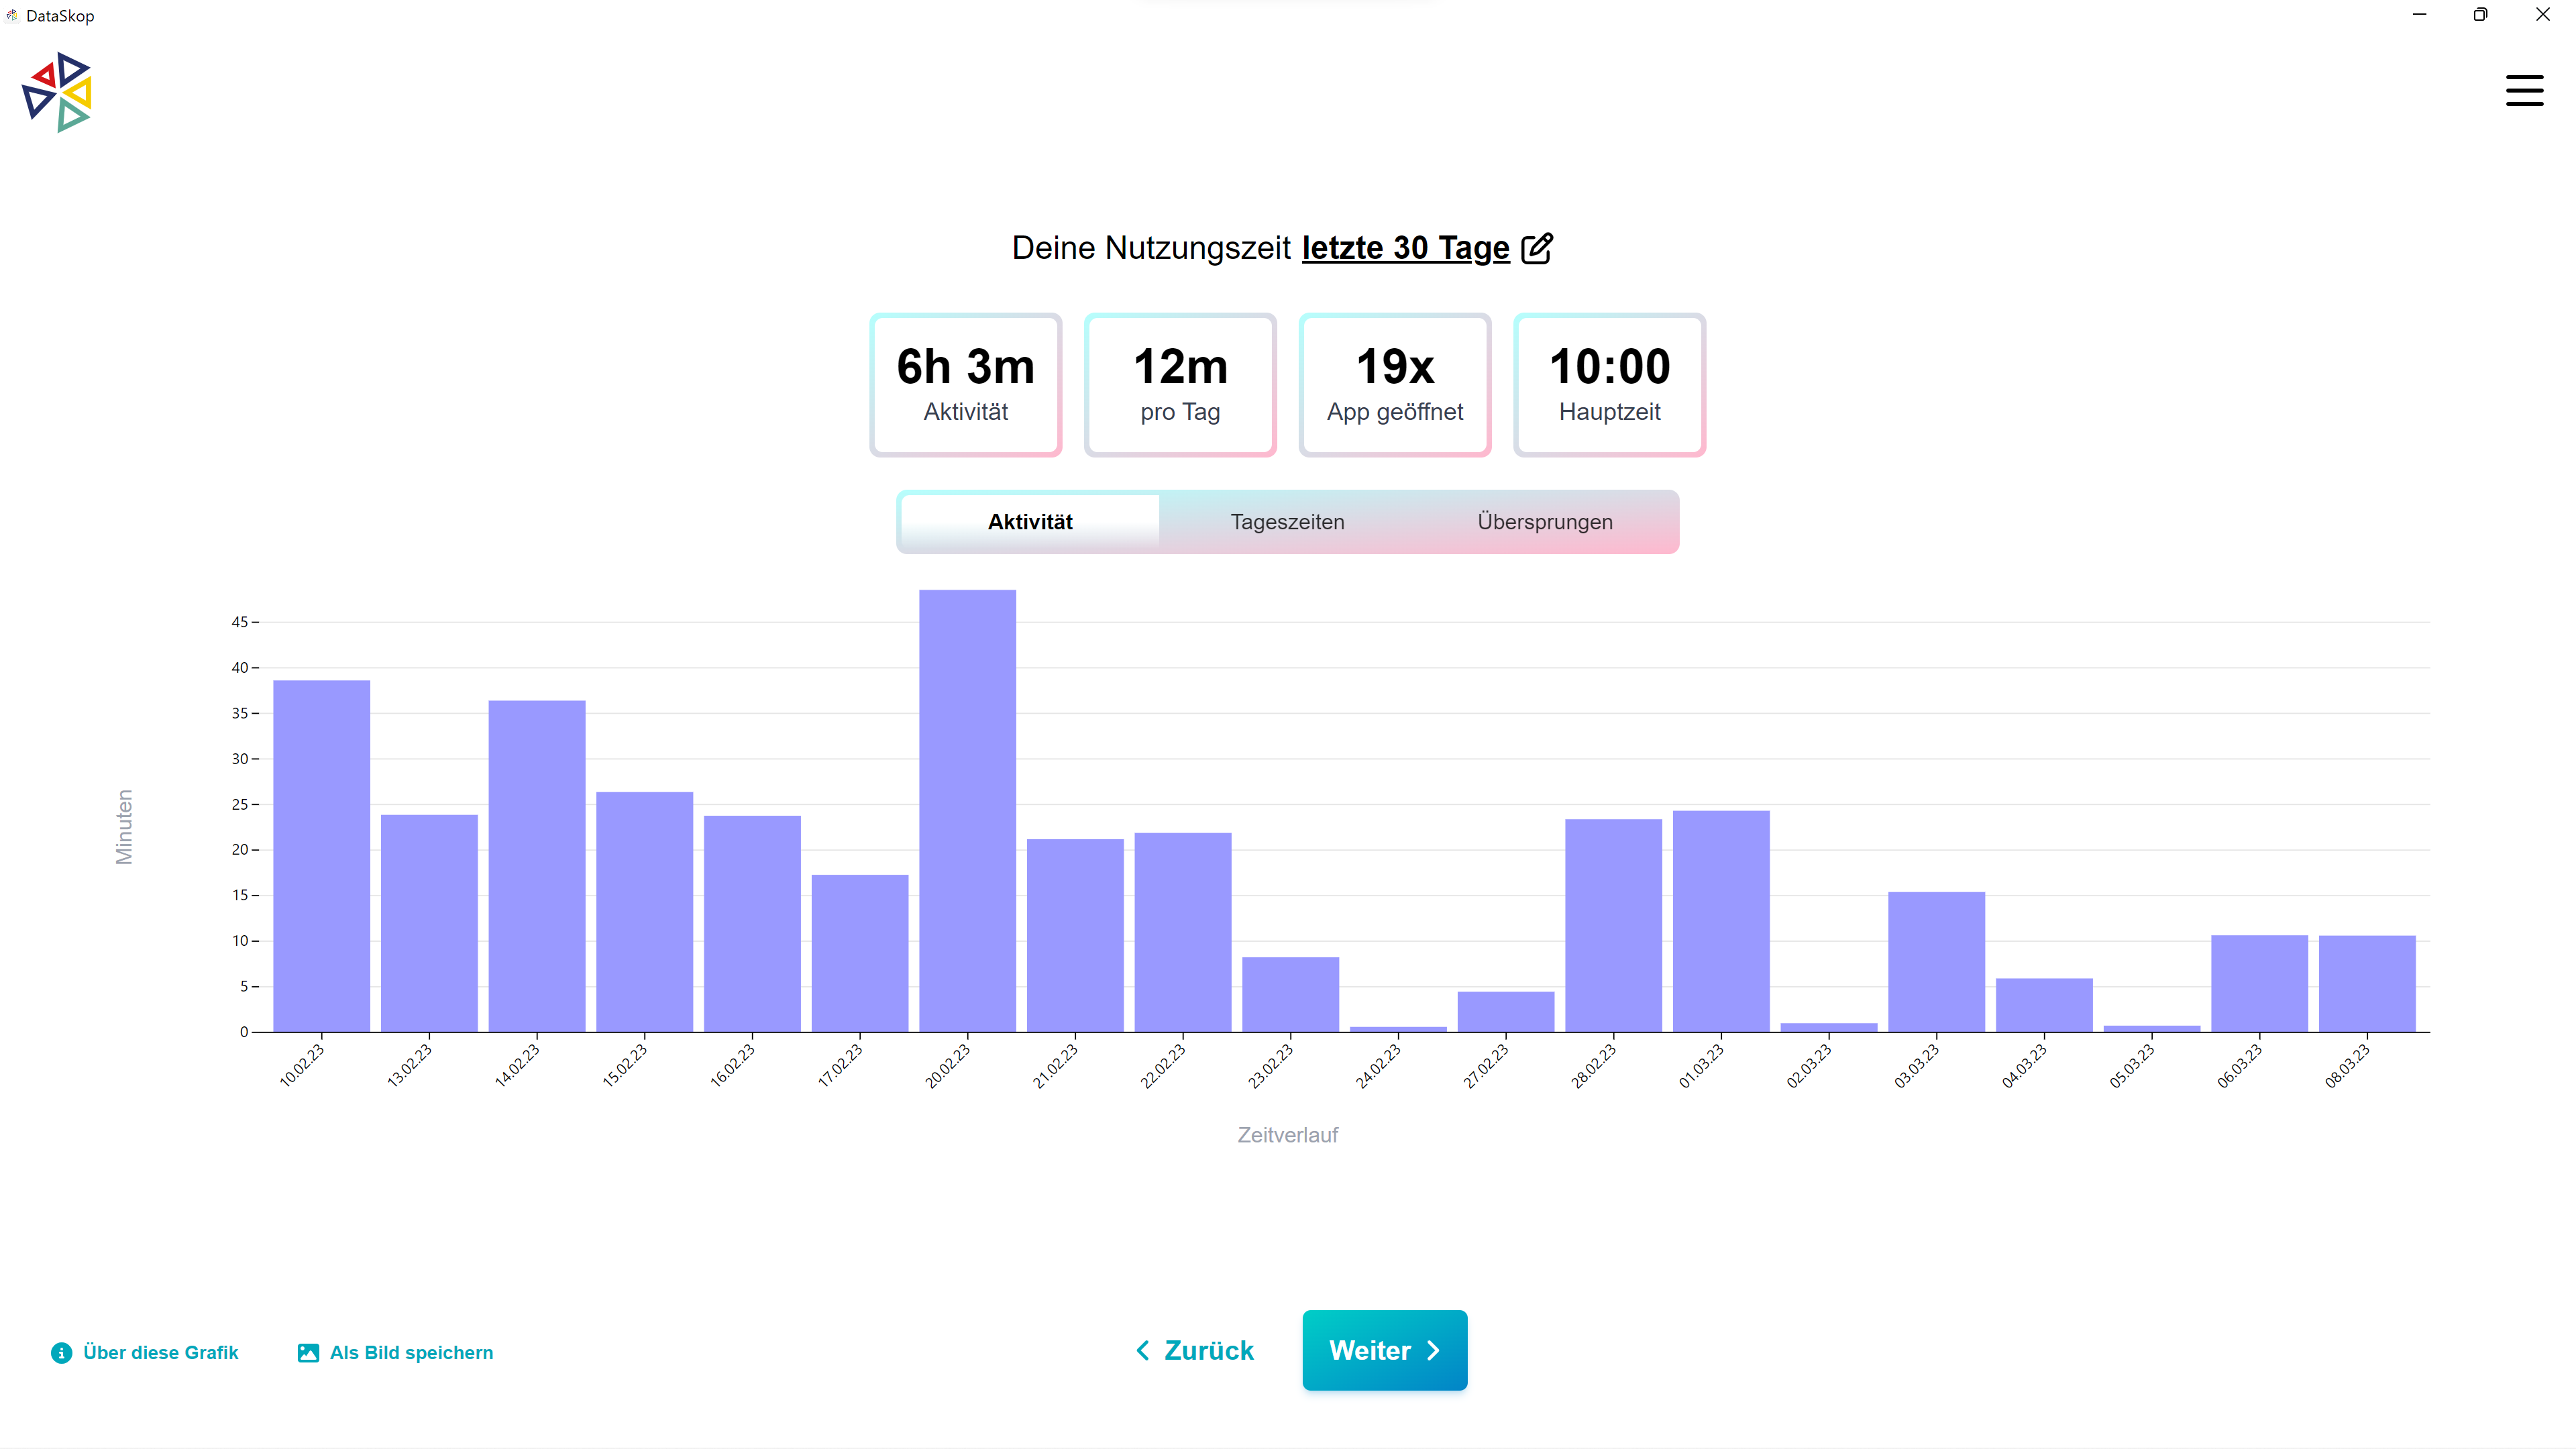 DataSkop
Deine Nutzungszeit letzte 30 Tage
6h 3m
Aktivität
12m
pro Tag
19x
App geöffnet
10:00
Hauptzeit
Aktivität
Tageszeiten
Übersprungen
Minuten
45
40
35
30
25
20
15
10
5
0
10.02.23
13.02.23
14.02.23
15.02.23
16.02.23
17.02.23
20.02.23
21.02.23
22.02.23
23.02.23
24.02.23
27.02.23
28.02.23
01.03.23
02.03.23
03.03.23
04.03.23
05.03.23
06.03.23
08.03.23
Zeitverlauf
Über diese Grafik
Als Bild speichern
Zurück
Weiter